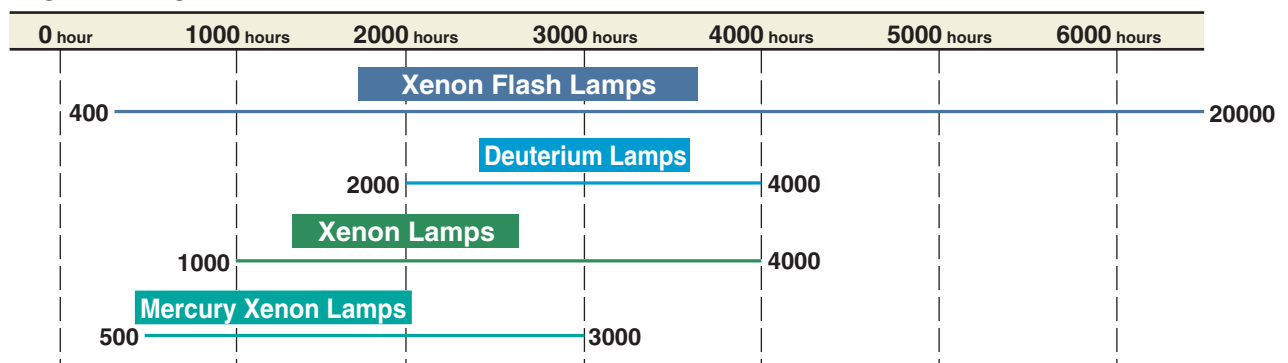 0 hour 1000 hours 2000 hours 3000 hours 4000 hours 5000 hours 6000 hours
Xenon Flash Lamps
400 20000
Deuterium Lamps
2000 4000
Xenon Lamps
1000 4000
Mercury Xenon Lamps
500 3000